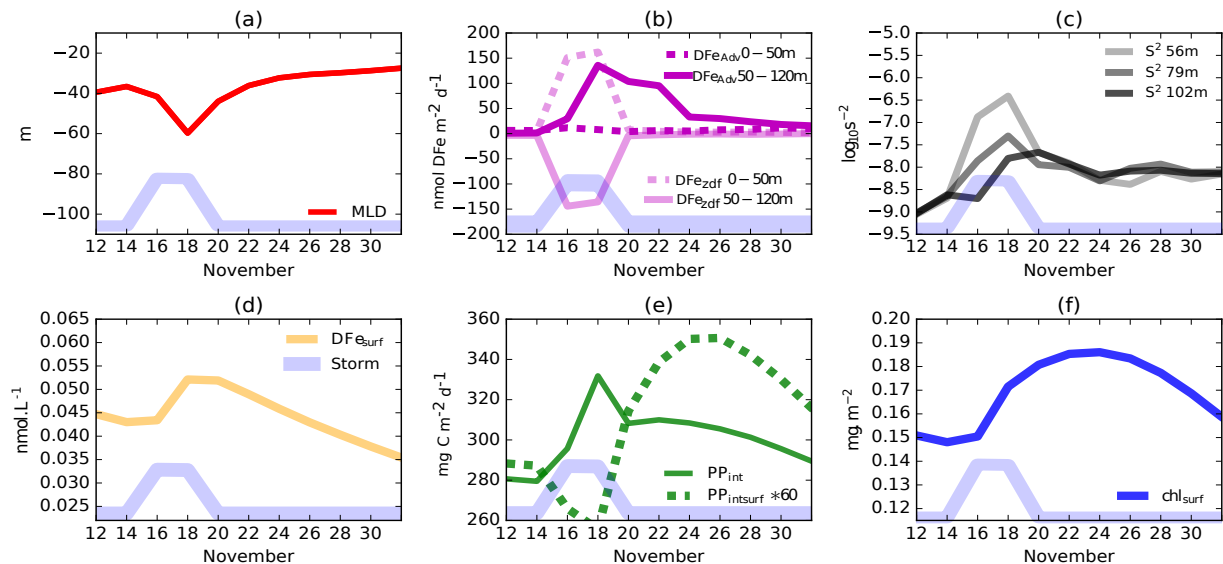 (a)
−20
−40
−60
−80
−100
m
MLD
12 14 16 18 20 22 24 26 28 30
November
(b)
200
150
100
50
0
−50
−100
−150
−200
nmol DFe m⁻² d⁻¹
DFe_Adv 0−50m
DFe_Adv 50−120m
DFe_zdf 0−50m
DFe_zdf 50−120m
12 14 16 18 20 22 24 26 28 30
November
(c)
−5.0
−5.5
−6.0
−6.5
−7.0
−7.5
−8.0
−8.5
−9.0
−9.5
log₁₀s⁻²
S² 56m
S² 79m
S² 102m
12 14 16 18 20 22 24 26 28 30
November
(d)
0.065
0.060
0.055
0.050
0.045
0.040
0.035
0.030
0.025
nmol.L⁻¹
DFe_surf
Storm
12 14 16 18 20 22 24 26 28 30
November
(e)
360
340
320
300
280
260
mg C m⁻² d⁻¹
PP_int
PP_intsurf *60
12 14 16 18 20 22 24 26 28 30
November
(f)
0.20
0.19
0.18
0.17
0.16
0.15
0.14
0.13
0.12
mg m⁻²
chl_surf
12 14 16 18 20 22 24 26 28 30
November